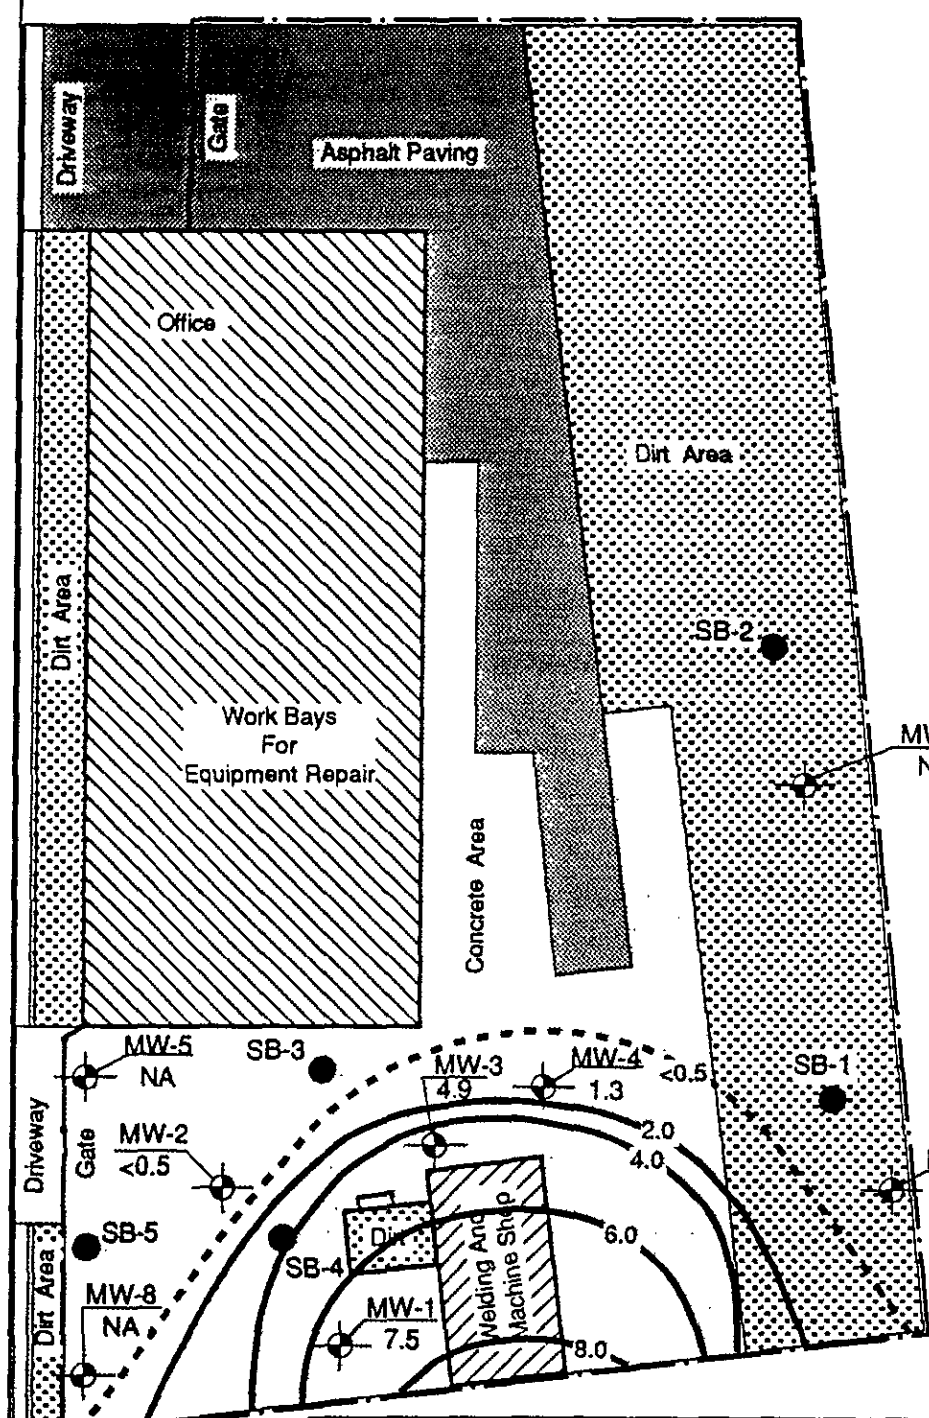 Driveway
Gate
Asphalt Paving
Office
Dirt Area
Dirt Area
SB-2
Work Bays
For
Equipment Repair
Concrete Area
MW-5
NA
SB-3
MW-3
4.9
MW-4
1.3
<0.5
SB-1
Driveway
Gate
MW-2
<0.5
2.0
4.0
SB-5
SB-4
Dirt
Welding And
Machine Shop
6.0
Dirt Area
MW-8
NA
MW-1
7.5
8.0